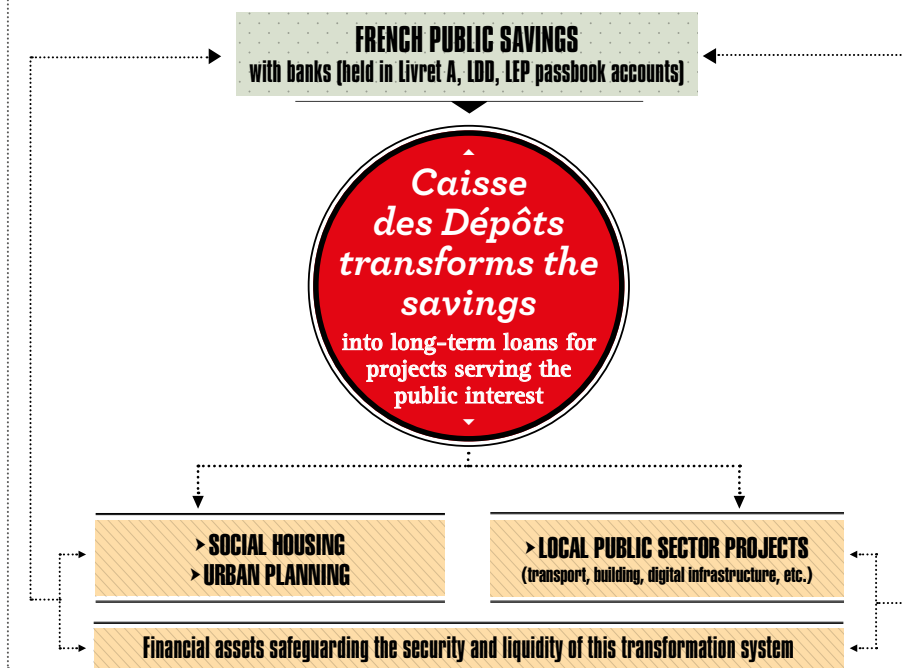 FRENCH PUBLIC SAVINGS
with banks (held in Livret A, LDD, LEP passbook accounts)
Caisse
des Dépôts
transforms the
savings
into long-term loans for
projects serving the
public interest
➤ SOCIAL HOUSING
➤ URBAN PLANNING
➤ LOCAL PUBLIC SECTOR PROJECTS
(transport, building, digital infrastructure, etc.)
Financial assets safeguarding the security and liquidity of this transformation system